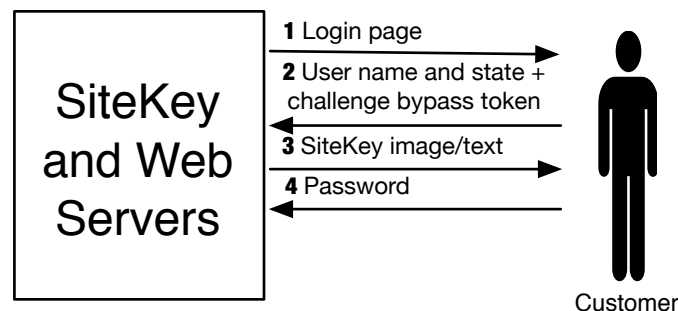 SiteKey
and Web
Servers
1 Login page
2 User name and state +
challenge bypass token
3 SiteKey image/text
4 Password
Customer